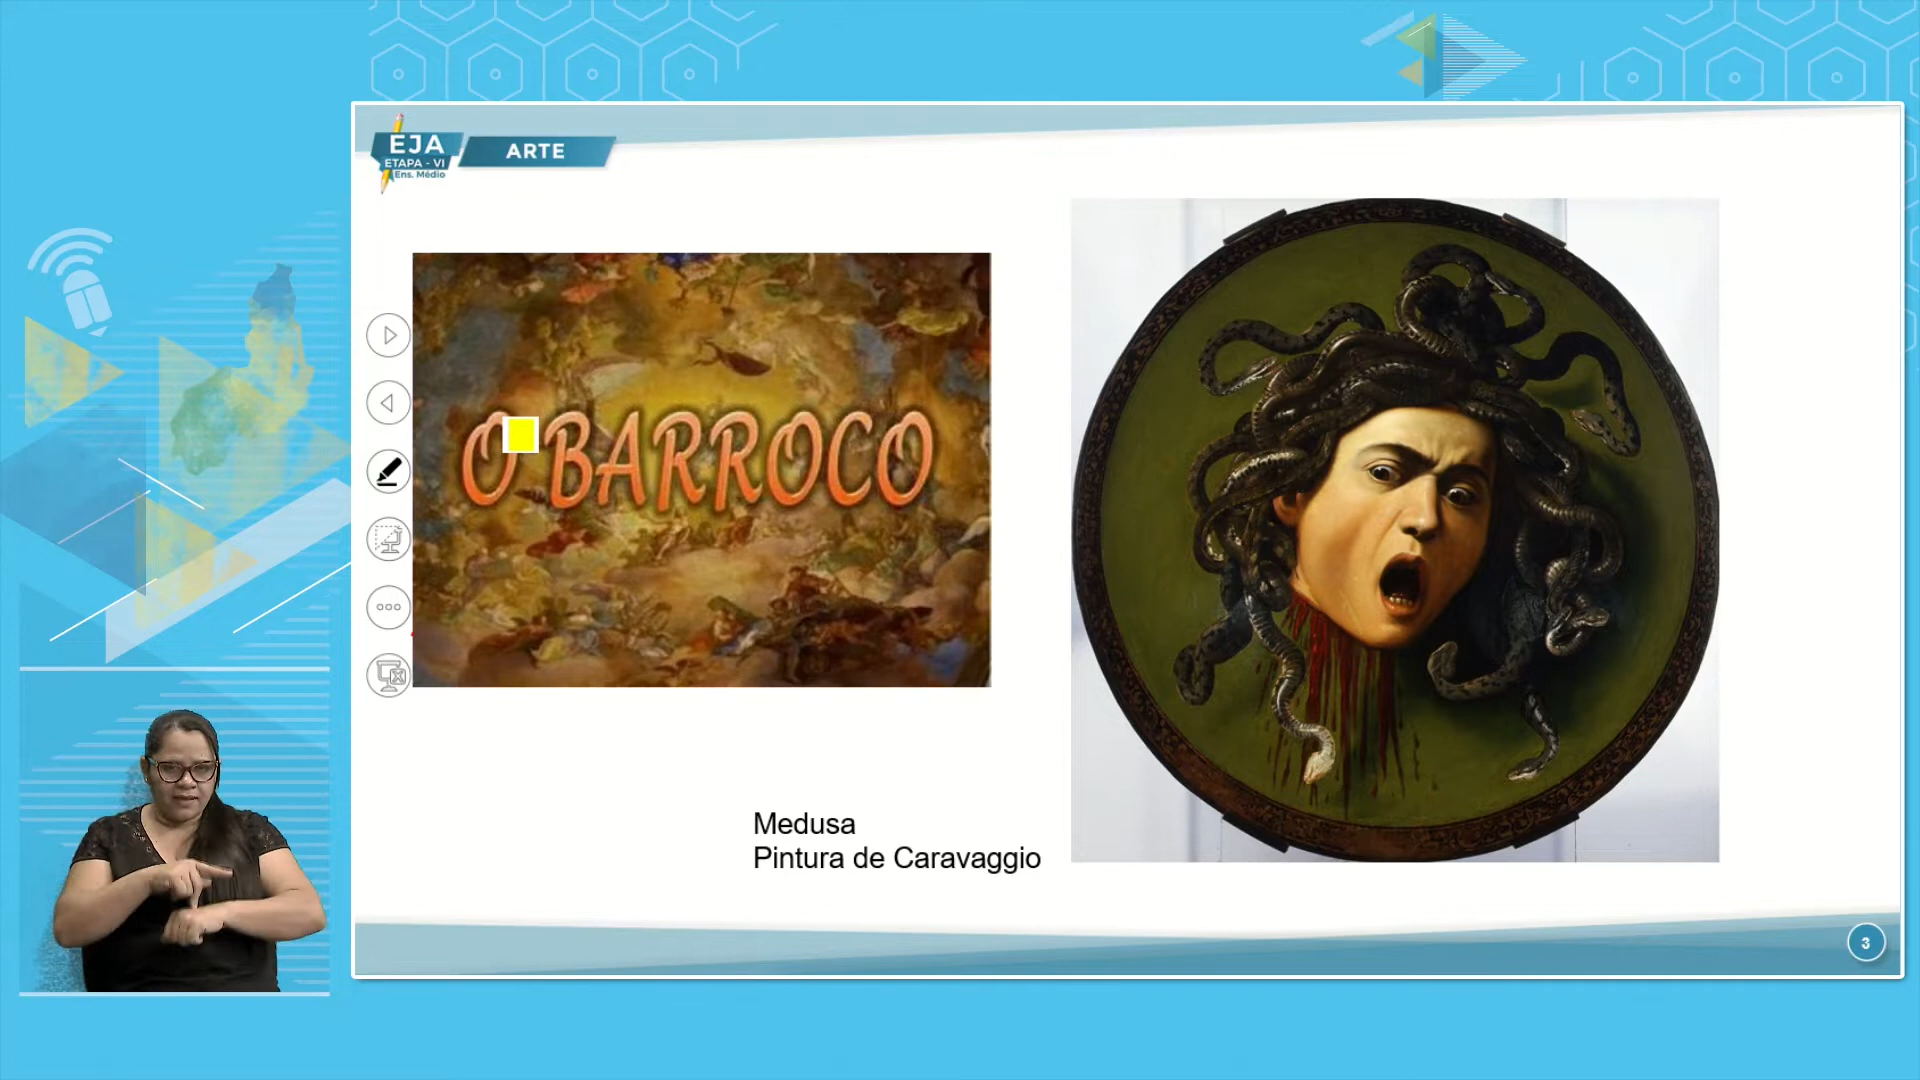 EJA
ETAPA - VI
Ens. Médio
ARTE
O BARROCO
Medusa
Pintura de Caravaggio
3